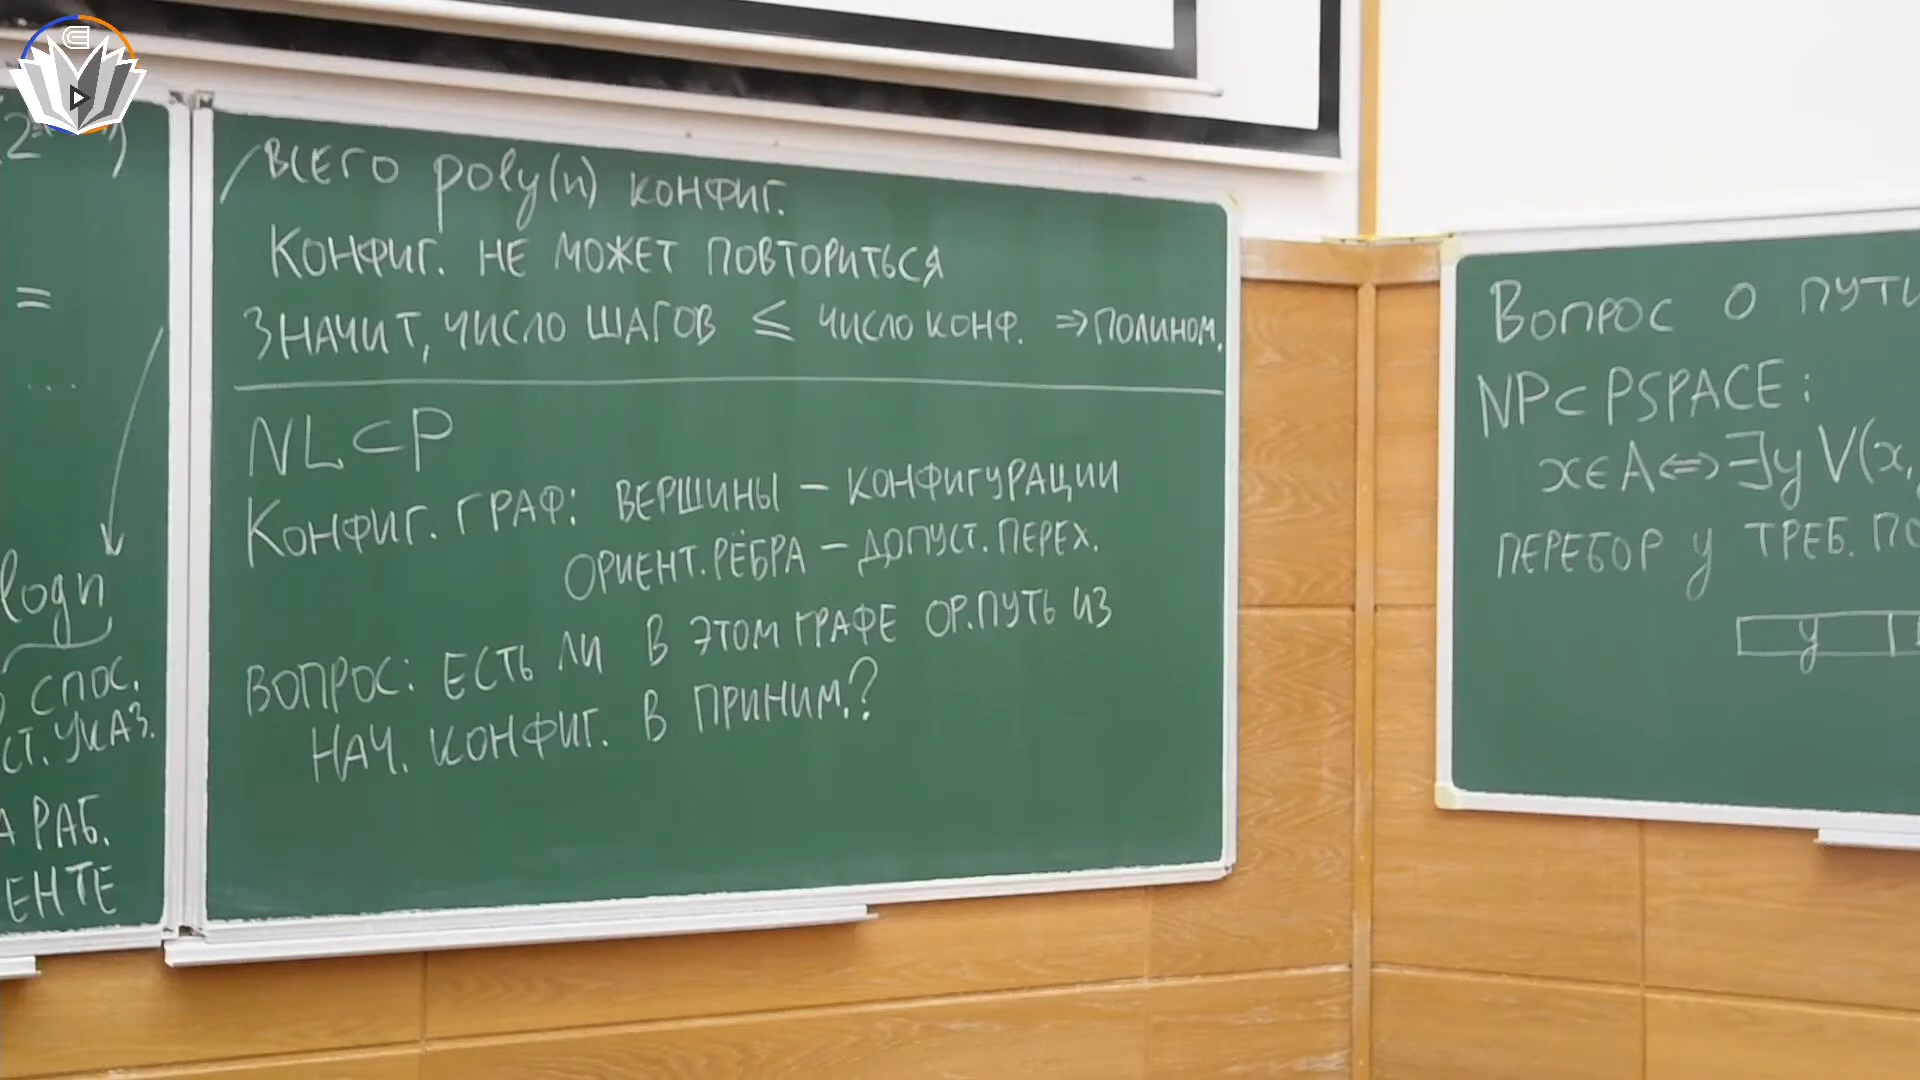 =
...
logn
СПОС.
СТ. УКАЗ.
А РАБ.
ЕНТЕ
ВСЕГО poly(n) КОНФИГ.
КОНФИГ. НЕ МОЖЕТ ПОВТОРИТЬСЯ
ЗНАЧИТ, ЧИСЛО ШАГОВ ≤ ЧИСЛО КОНФ. ⇒ ПОЛИНОМ.
NL⊂P
КОНФИГ. ГРАФ: ВЕРШИНЫ – КОНФИГУРАЦИИ
ОРИЕНТ. РЁБРА – ДОПУСТ. ПЕРЕХ.
ВОПРОС: ЕСТЬ ЛИ В ЭТОМ ГРАФЕ ОР. ПУТЬ ИЗ
НАЧ. КОНФИГ. В ПРИНИМ.?
ВОПРОС О ПУТИ
NP⊂PSPACE:
x∈A⇔∃y V(x,
ПЕРЕБОР y ТРЕБ. ПО
y